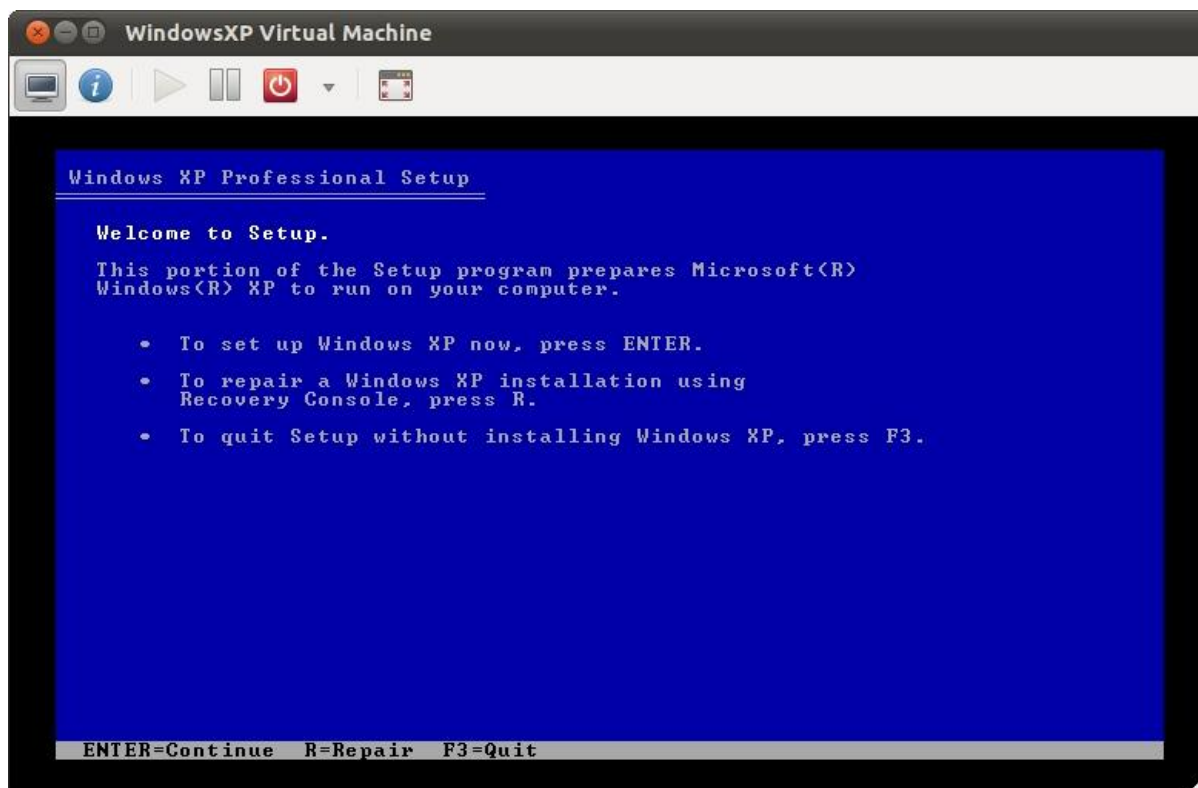 WindowsXP Virtual Machine
Windows XP Professional Setup
Welcome to Setup.
This portion of the Setup program prepares Microsoft(R)
Windows(R) XP to run on your computer.
• To set up Windows XP now, press ENTER.
• To repair a Windows XP installation using
Recovery Console, press R.
• To quit Setup without installing Windows XP, press F3.
ENTER=Continue R=Repair F3=Quit